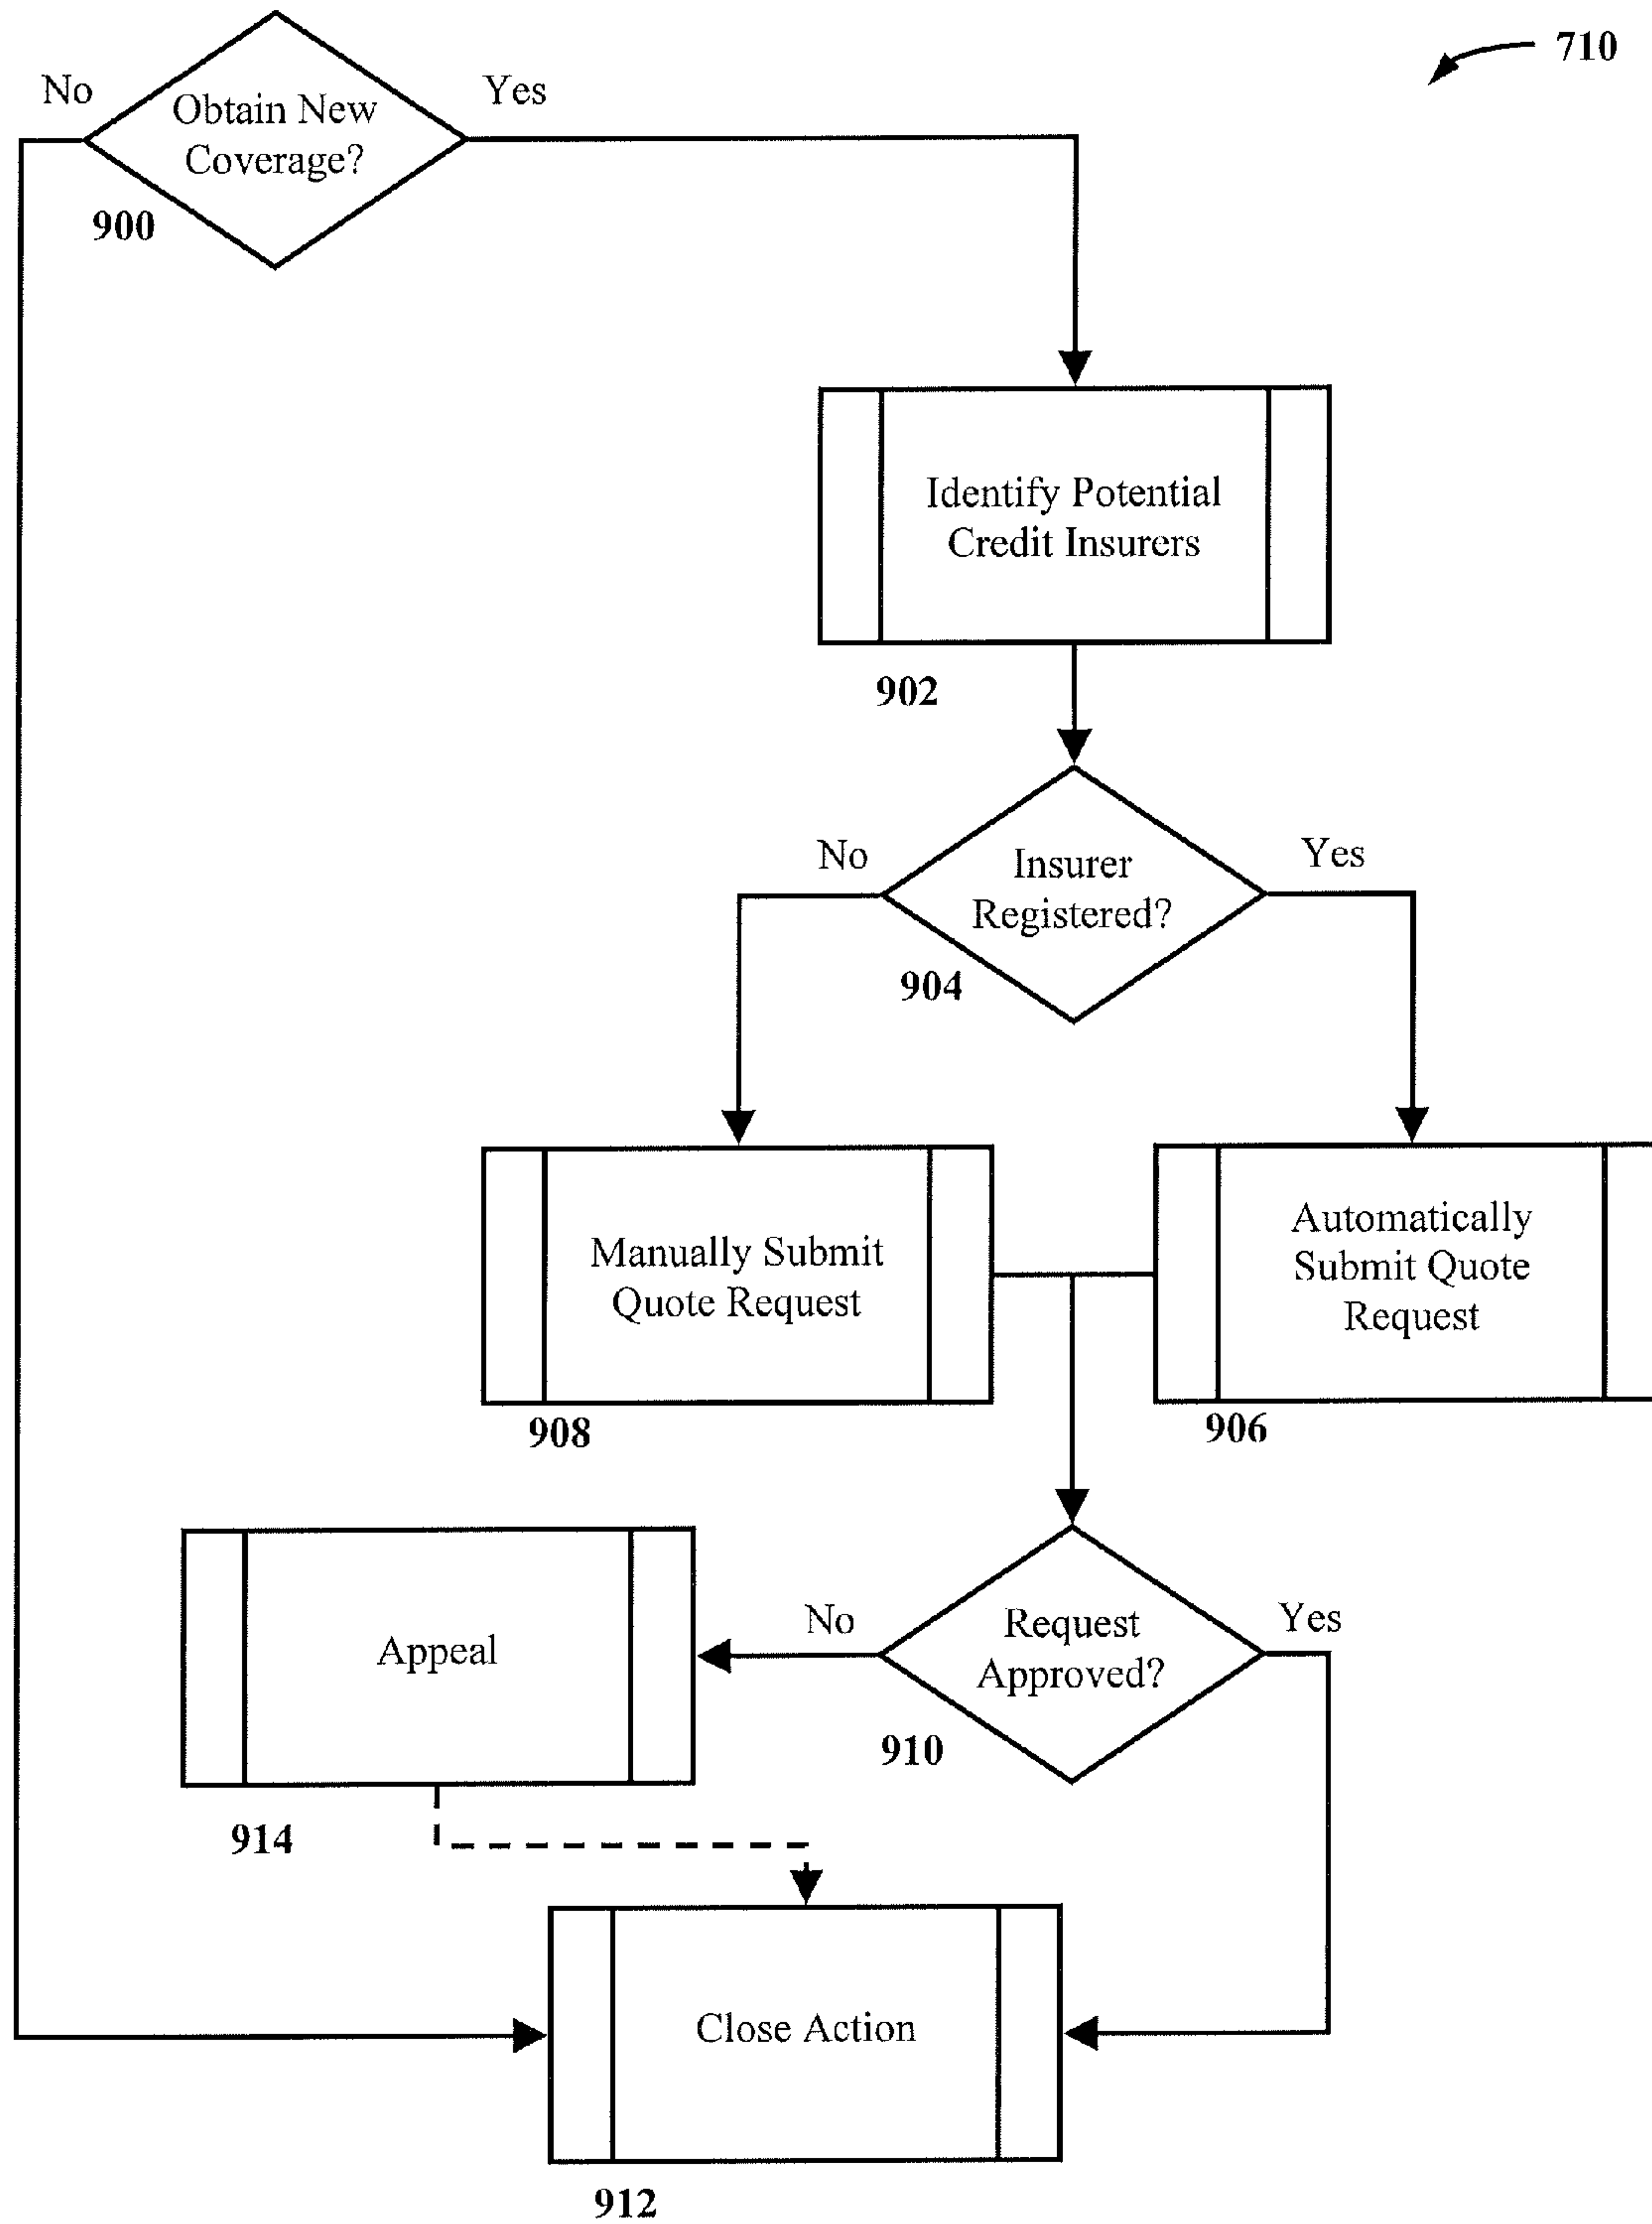 710
No
Yes
Obtain New
Coverage?
900
Identify Potential
Credit Insurers
902
No
Yes
Insurer
Registered?
904
Manually Submit
Quote Request
908
Automatically
Submit Quote
Request
906
Appeal
914
No
Yes
Request
Approved?
910
Close Action
912